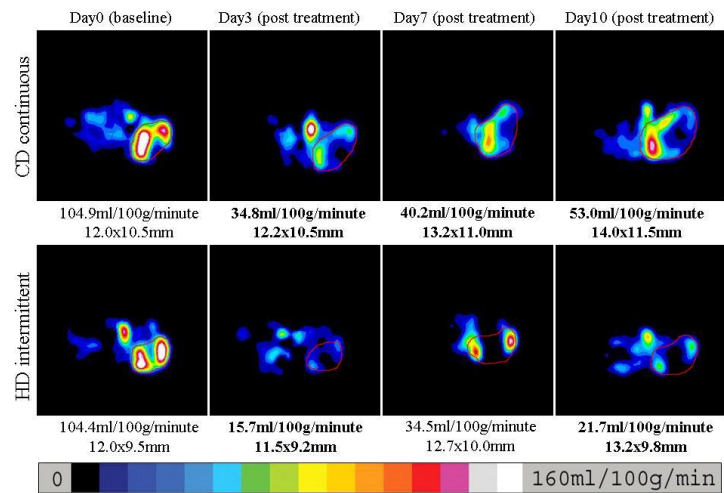 Day0 (baseline) Day3 (post treatment) Day7 (post treatment) Day10 (post treatment)
CD continuous
104.9ml/100g/minute 34.8ml/100g/minute 40.2ml/100g/minute 53.0ml/100g/minute
12.0x10.5mm 12.2x10.5mm 13.2x11.0mm 14.0x11.5mm
HD intermittent
104.4ml/100g/minute 15.7ml/100g/minute 34.5ml/100g/minute 21.7ml/100g/minute
12.0x9.5mm 11.5x9.2mm 12.7x10.0mm 13.2x9.8mm
0 160ml/100g/min